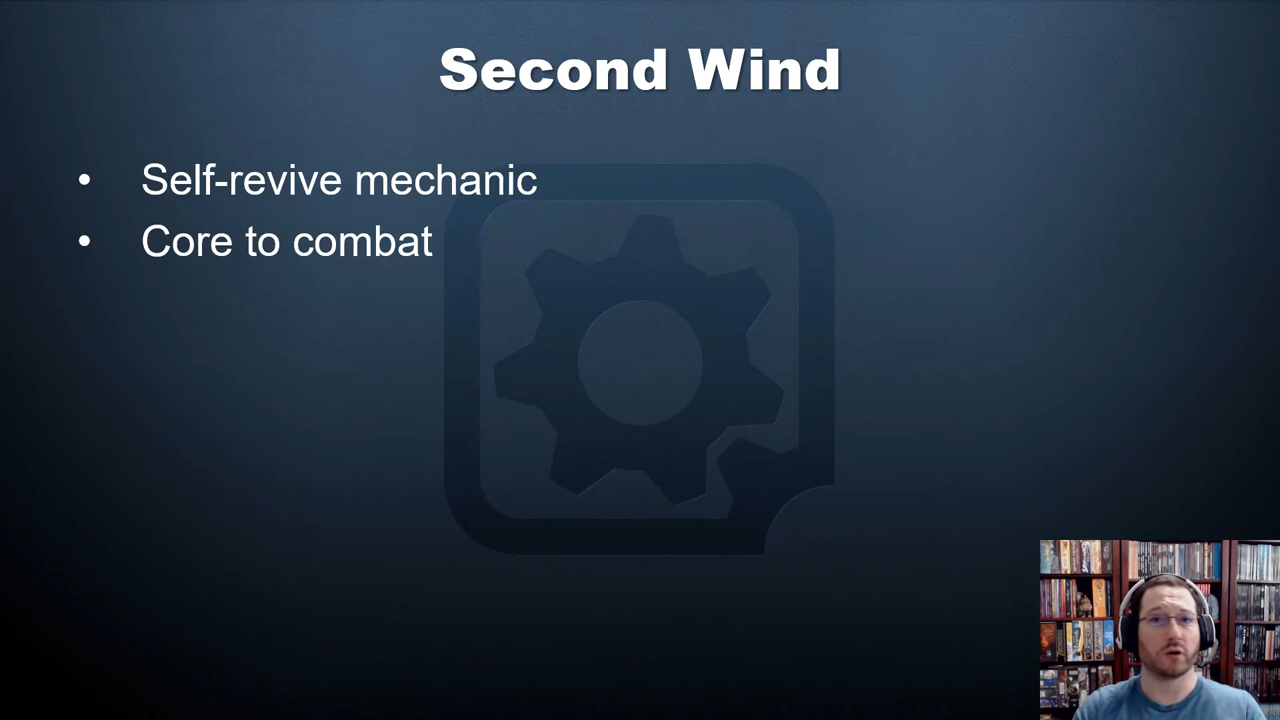 Second Wind
• Self-revive mechanic
• Core to combat